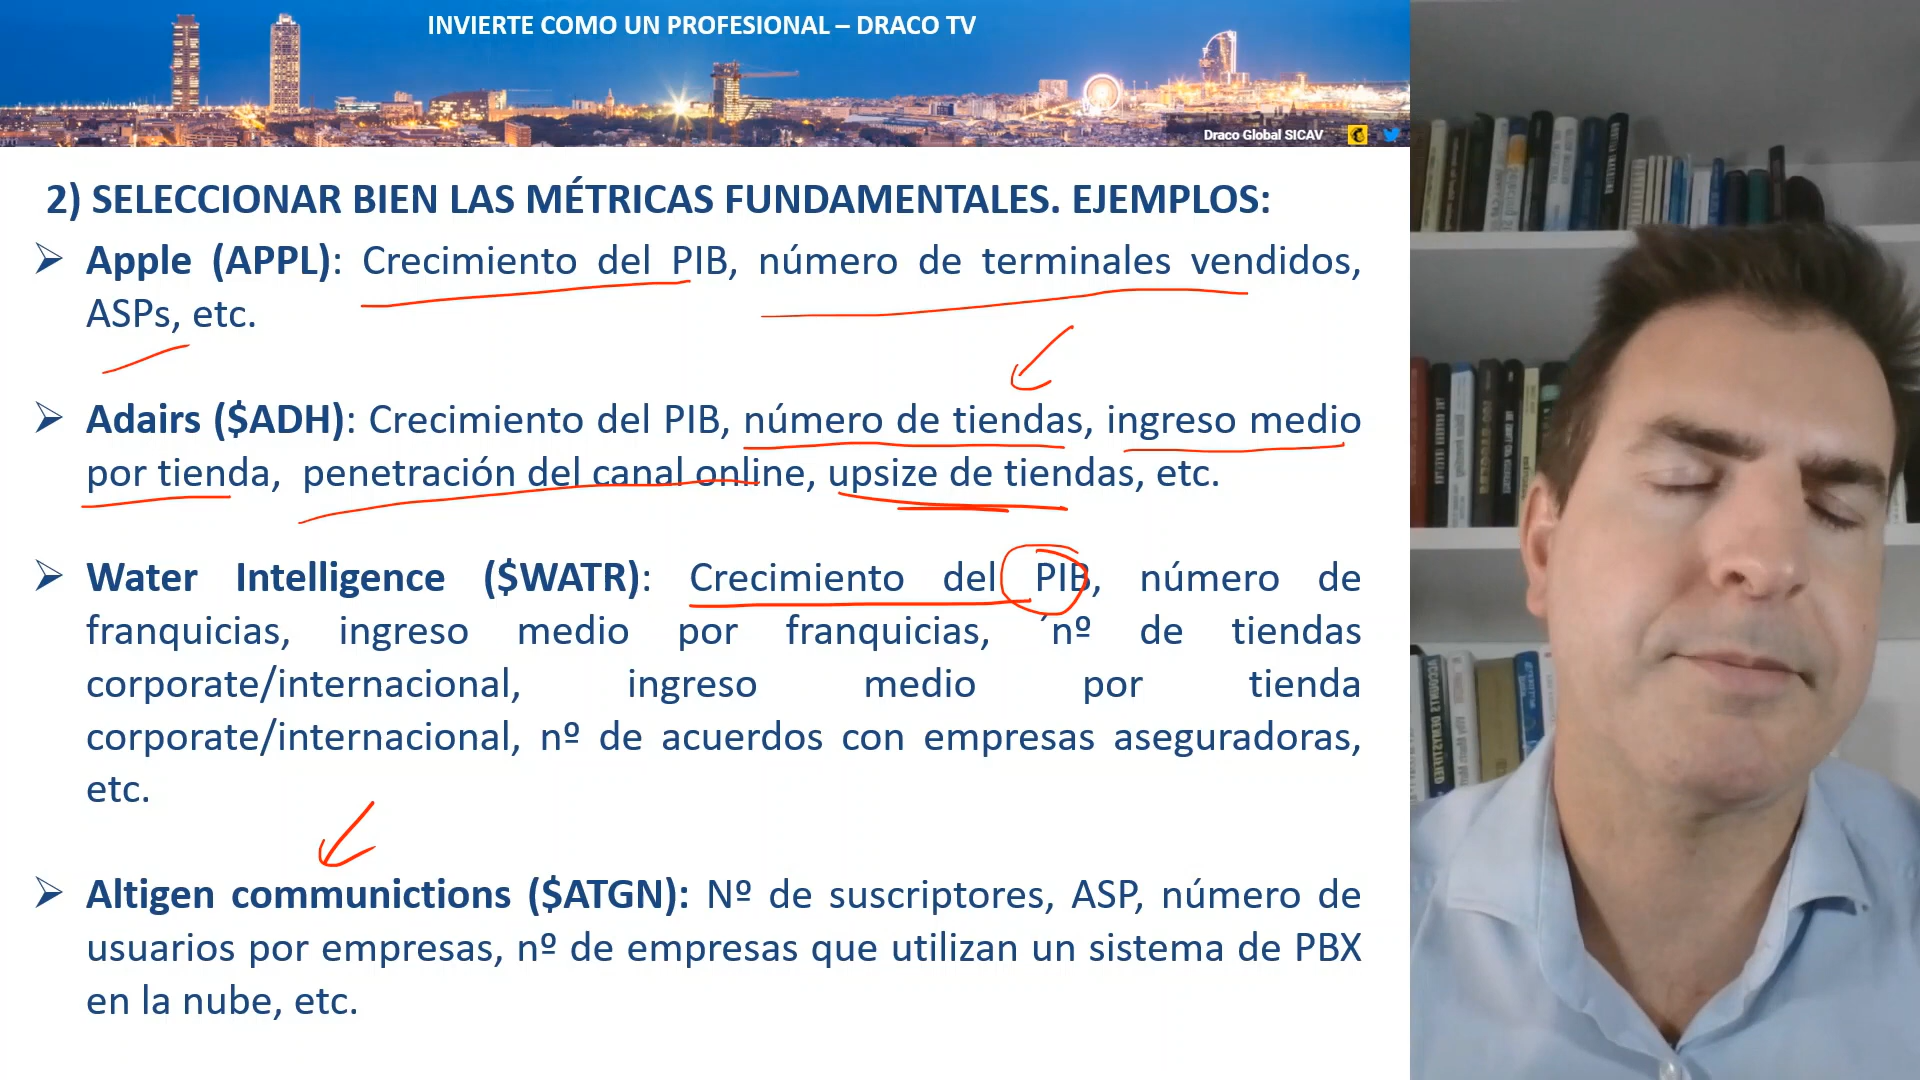 INVIERTE COMO UN PROFESIONAL – DRACO TV
Draco Global SICAV
2) SELECCIONAR BIEN LAS MÉTRICAS FUNDAMENTALES. EJEMPLOS:
Apple (APPL): Crecimiento del PIB, número de terminales vendidos,
ASPs, etc.
Adairs ($ADH): Crecimiento del PIB, número de tiendas, ingreso medio
por tienda, penetración del canal online, upsize de tiendas, etc.
Water Intelligence ($WATR): Crecimiento del PIB, número de
franquicias, ingreso medio por franquicias, ´nº de tiendas
corporate/internacional, ingreso medio por tienda
corporate/internacional, nº de acuerdos con empresas aseguradoras,
etc.
Altigen communictions ($ATGN): Nº de suscriptores, ASP, número de
usuarios por empresas, nº de empresas que utilizan un sistema de PBX
en la nube, etc.